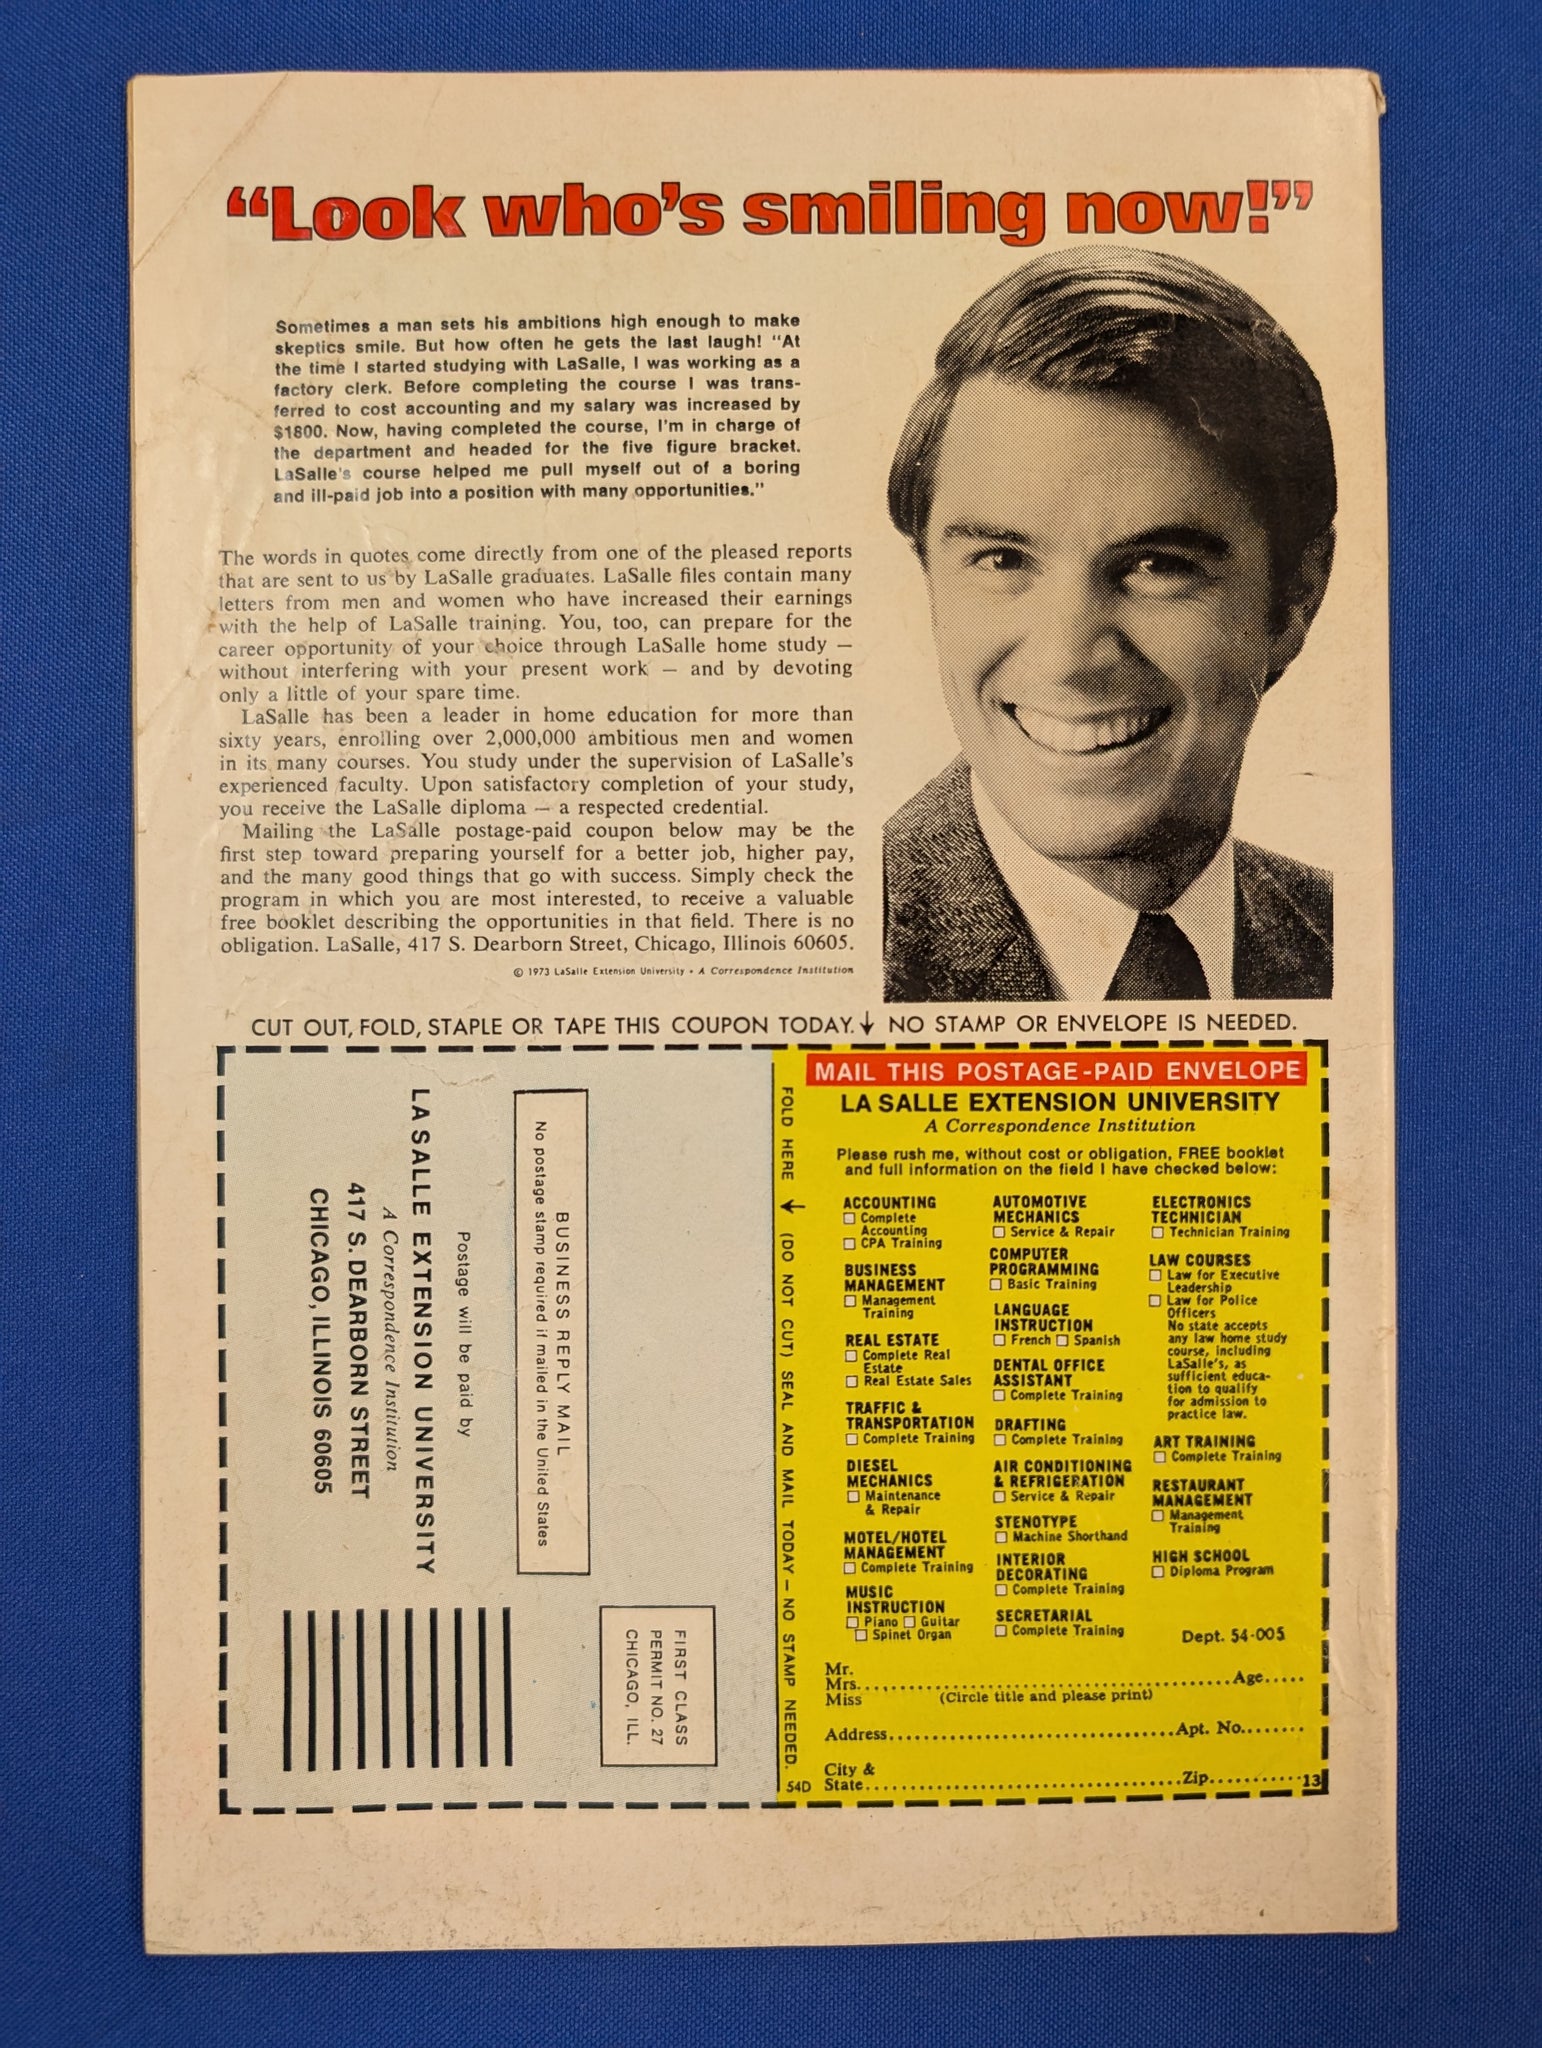 “Look who's smiling now!”
Sometimes a man sets his ambitions high enough to make
skeptics smile. But how often he gets the last laugh! “At
the time I started studying with LaSalle, I was working as a
factory clerk. Before completing the course I was trans-
ferred to cost accounting and my salary was increased by
$1800. Now, having completed the course, I'm in charge of
the department and headed for the five figure bracket.
LaSalle's course helped me pull myself out of a boring
and ill-paid job into a position with many opportunities.”
The words in quotes come directly from one of the pleased reports
that are sent to us by LaSalle graduates. LaSalle files contain many
letters from men and women who have increased their earnings
with the help of LaSalle training. You, too, can prepare for the
career opportunity of your choice through LaSalle home study —
without interfering with your present work — and by devoting
only a little of your spare time.
LaSalle has been a leader in home education for more than
sixty years, enrolling over 2,000,000 ambitious men and women
in its many courses. You study under the supervision of LaSalle's
experienced faculty. Upon satisfactory completion of your study,
you receive the LaSalle diploma — a respected credential.
Mailing the LaSalle postage-paid coupon below may be the
first step toward preparing yourself for a better job, higher pay,
and the many good things that go with success. Simply check the
program in which you are most interested, to receive a valuable
free booklet describing the opportunities in that field. There is no
obligation. LaSalle, 417 S. Dearborn Street, Chicago, Illinois 60605.
© 1973 LaSalle Extension University • A Correspondence Institution
CUT OUT, FOLD, STAPLE OR TAPE THIS COUPON TODAY. ↓ NO STAMP OR ENVELOPE IS NEEDED.
FIRST CLASS
PERMIT NO. 27
CHICAGO, ILL.
BUSINESS REPLY MAIL
No postage stamp required if mailed in the United States
Postage will be paid by
LA SALLE EXTENSION UNIVERSITY
A Correspondence Institution
417 S. DEARBORN STREET
CHICAGO, ILLINOIS 60605
FOLD HERE → (DO NOT CUT) SEAL AND MAIL TODAY — NO STAMP NEEDED.
54D
MAIL THIS POSTAGE-PAID ENVELOPE
LA SALLE EXTENSION UNIVERSITY
A Correspondence Institution
Please rush me, without cost or obligation, FREE booklet
and full information on the field I have checked below:
ACCOUNTING
□ Complete
Accounting
□ CPA Training
BUSINESS
MANAGEMENT
□ Management
Training
REAL ESTATE
□ Complete Real
Estate
□ Real Estate Sales
TRAFFIC &
TRANSPORTATION
□ Complete Training
DIESEL
MECHANICS
□ Maintenance
& Repair
MOTEL/HOTEL
MANAGEMENT
□ Complete Training
MUSIC
INSTRUCTION
□ Piano □ Guitar
□ Spinet Organ
AUTOMOTIVE
MECHANICS
□ Service & Repair
COMPUTER
PROGRAMMING
□ Basic Training
LANGUAGE
INSTRUCTION
□ French □ Spanish
DENTAL OFFICE
ASSISTANT
□ Complete Training
DRAFTING
□ Complete Training
AIR CONDITIONING
& REFRIGERATION
□ Service & Repair
STENOTYPE
□ Machine Shorthand
INTERIOR
DECORATING
□ Complete Training
SECRETARIAL
□ Complete Training
ELECTRONICS
TECHNICIAN
□ Technician Training
LAW COURSES
□ Law for Executive
Leadership
□ Law for Police
Officers
No state accepts
any law home study
course, including
LaSalle's, as
sufficient educa-
tion to qualify
for admission to
practice law.
ART TRAINING
□ Complete Training
RESTAURANT
MANAGEMENT
□ Management
Training
HIGH SCHOOL
□ Diploma Program
Dept. 54-005
Mr.
Mrs. Age
Miss (Circle title and please print)
Address Apt. No.
City &
State Zip 13